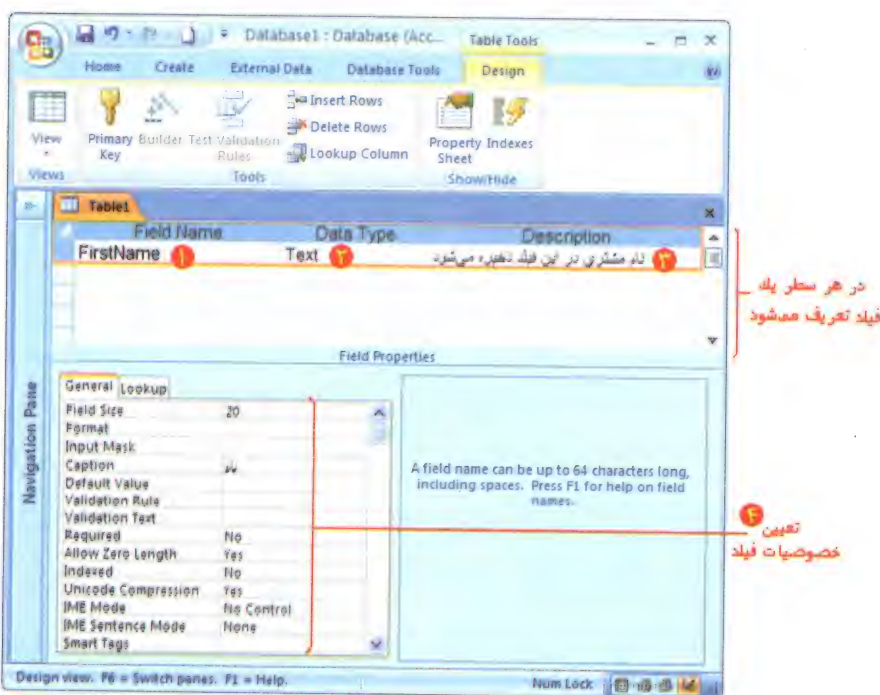 Database1 : Database (Acc... Table Tools
Home Create External Data Database Tools Design
View
Views
Primary Key
Builder
Test Validation Rules
Insert Rows
Delete Rows
Lookup Column
Tools
Property Sheet
Indexes
Show/Hide
Table1
Field Name Data Type Description
FirstName ۱ Text ۲ نام مشتری در این فیلد ذخیره می‌شود ۳
در هر سطر یك
فیلد تعریف می‌شود
Field Properties
Navigation Pane
General Lookup
Field Size 20
Format
Input Mask
Caption نام
Default Value
Validation Rule
Validation Text
Required No
Allow Zero Length Yes
Indexed No
Unicode Compression Yes
IME Mode No Control
IME Sentence Mode None
Smart Tags
A field name can be up to 64 characters long,
including spaces. Press F1 for help on field
names.
۴
تعیین
خصوصیات فیلد
Design view. F6 = Switch panes. F1 = Help.
Num Lock